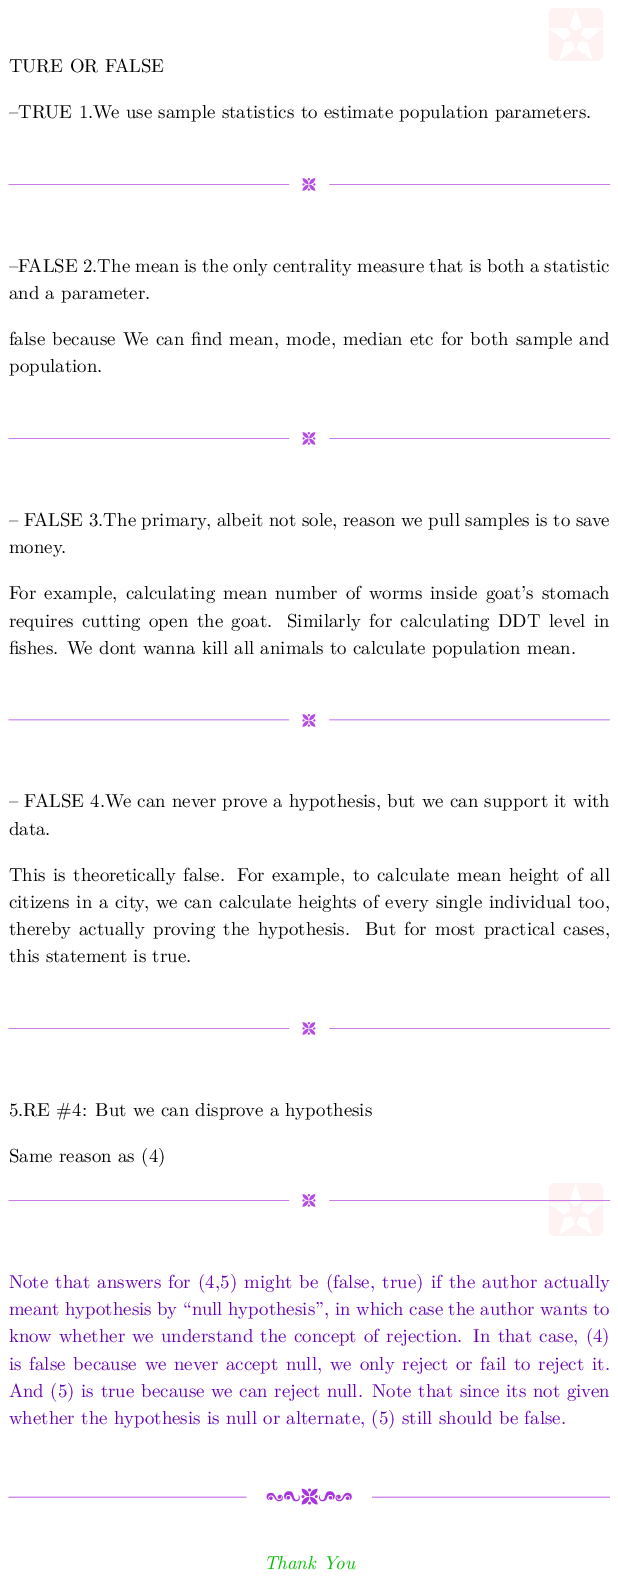 TURE OR FALSE
–TRUE 1.We use sample statistics to estimate population parameters.
–FALSE 2.The mean is the only centrality measure that is both a statistic
and a parameter.
false because We can find mean, mode, median etc for both sample and
population.
– FALSE 3.The primary, albeit not sole, reason we pull samples is to save
money.
For example, calculating mean number of worms inside goat's stomach
requires cutting open the goat. Similarly for calculating DDT level in
fishes. We dont wanna kill all animals to calculate population mean.
– FALSE 4.We can never prove a hypothesis, but we can support it with
data.
This is theoretically false. For example, to calculate mean height of all
citizens in a city, we can calculate heights of every single individual too,
thereby actually proving the hypothesis. But for most practical cases,
this statement is true.
5.RE #4: But we can disprove a hypothesis
Same reason as (4)
Note that answers for (4,5) might be (false, true) if the author actually
meant hypothesis by “null hypothesis”, in which case the author wants to
know whether we understand the concept of rejection. In that case, (4)
is false because we never accept null, we only reject or fail to reject it.
And (5) is true because we can reject null. Note that since its not given
whether the hypothesis is null or alternate, (5) still should be false.
Thank You